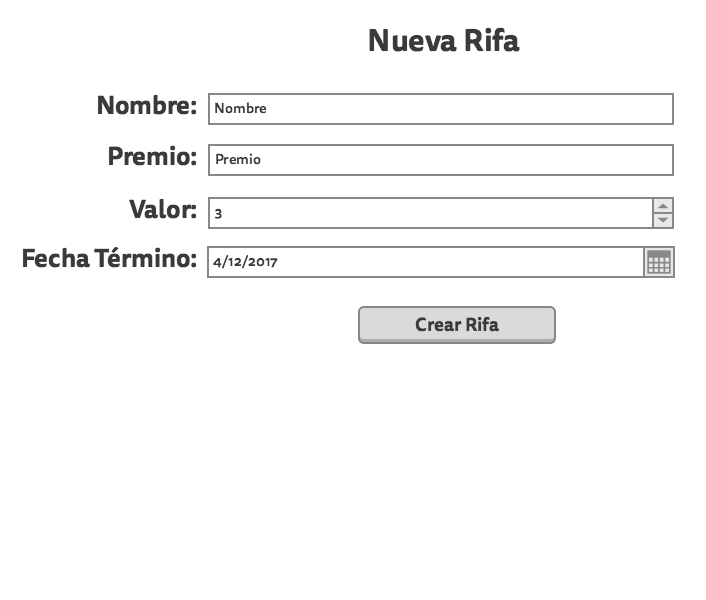 Nueva Rifa
Nombre: Nombre
Premio: Premio
Valor: 3
Fecha Término: 4/12/2017
Crear Rifa